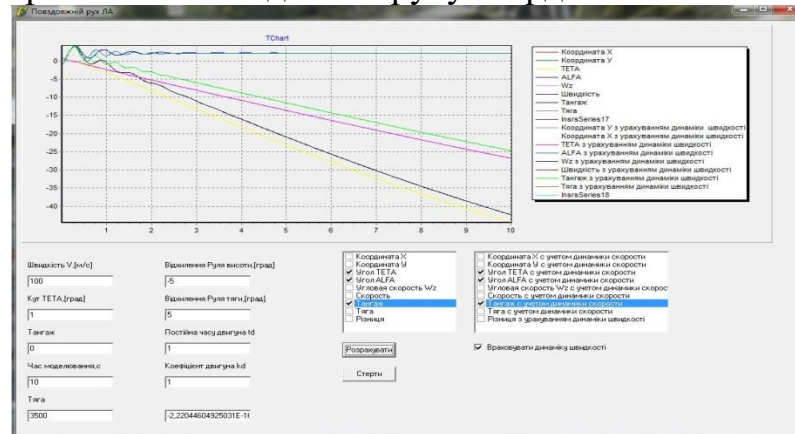 Повздовжній рух ЛА
TChart
0
-5
-10
-15
-20
-25
-30
-35
-40
1 2 3 4 5 6 7 8 9 10
Координата X
Координата У
TETA
ALFA
Wz
Швидкість
Тангаж
Тяга
InsrsSeries17
Координата У з урахуванням динаміки швидкості
Координата X з урахуванням динаміки швидкості
TETA з урахуванням динаміки швидкості
ALFA з урахуванням динаміки швидкості
Wz з урахуванням динаміки швидкості
Швидкість з урахуванням динаміки швидкості
Тангаж з урахуванням динаміки швидкості
Тяга з урахуванням динаміки швидкості
InsrsSeries18
Швидкість V,[м/с]
100
Кут TETA,[град]
1
Тангаж
0
Час моделювання,с
10
Тяга
3500
Відхилення Руля висоти,[град]
-5
Відхилення Руля тяги,[град]
5
Постійна часу двигуна td
1
Коефіцієнт двигуна kd
1
-2,22044604925031E-16
Координата X
Координата У
Угол TETA
Угол ALFA
Угловая скорость Wz
Скорость
Тангаж
Тяга
Різниця
Координата X с учетом динамики скорости
Координата У с учетом динамики скорости
Угол TETA с учетом динамики скорости
Угол ALFA с учетом динамики скорости
Угловая скорость Wz с учетом динамики скорос
Скорость с учетом динамики скорости
Тангаж с учетом динамики скорости
Тяга с учетом динамики скорости
Різниця з урахуванням динаміки швидкості
Розрахувати
Стерти
Враховувати динаміку швидкості